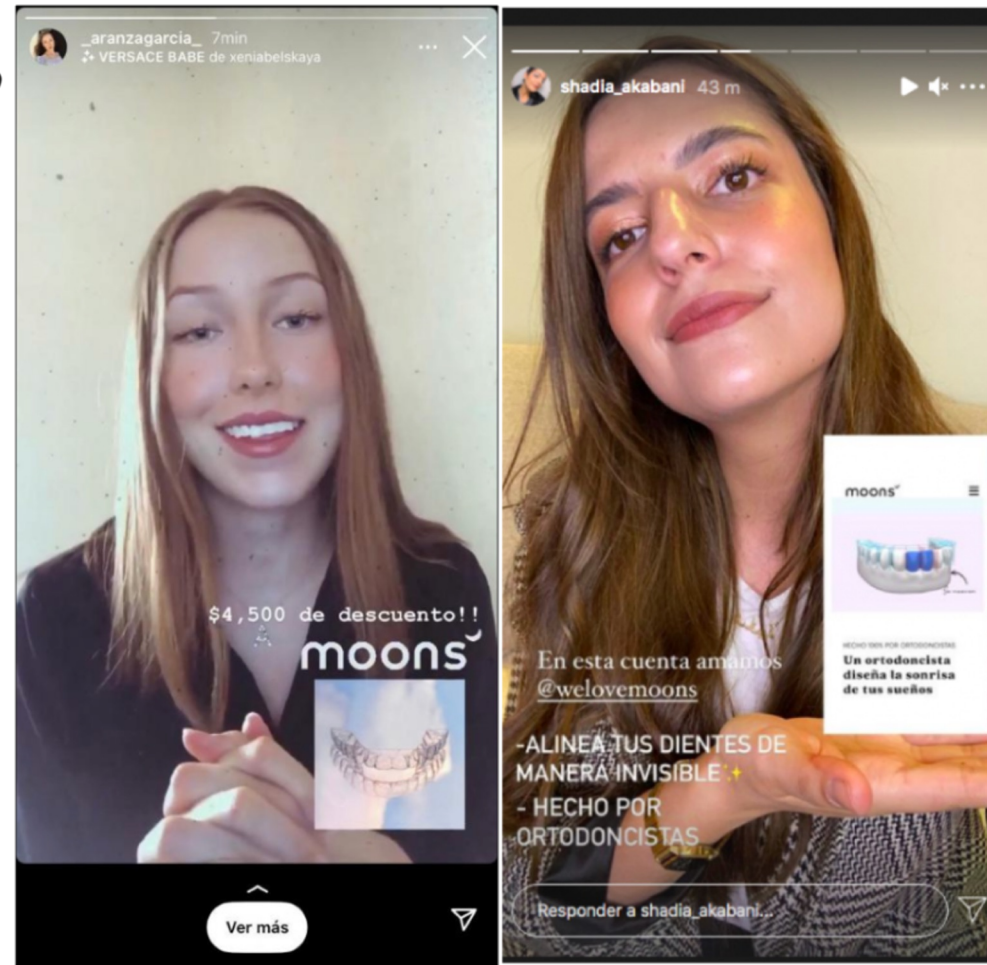 _aranzagarcia_ 7min
VERSACE BABE de xeniabelskaya
$4,500 de descuento!!
moons
Ver más
shadia_akabani 43 m
moons
HECHO 100% POR ORTODONCISTAS
Un ortodoncista
diseña la sonrisa
de tus sueños
En esta cuenta amamos
@welovemoons
-ALINEA TUS DIENTES DE
MANERA INVISIBLE
- HECHO POR
ORTODONCISTAS
Responder a shadia_akabani...